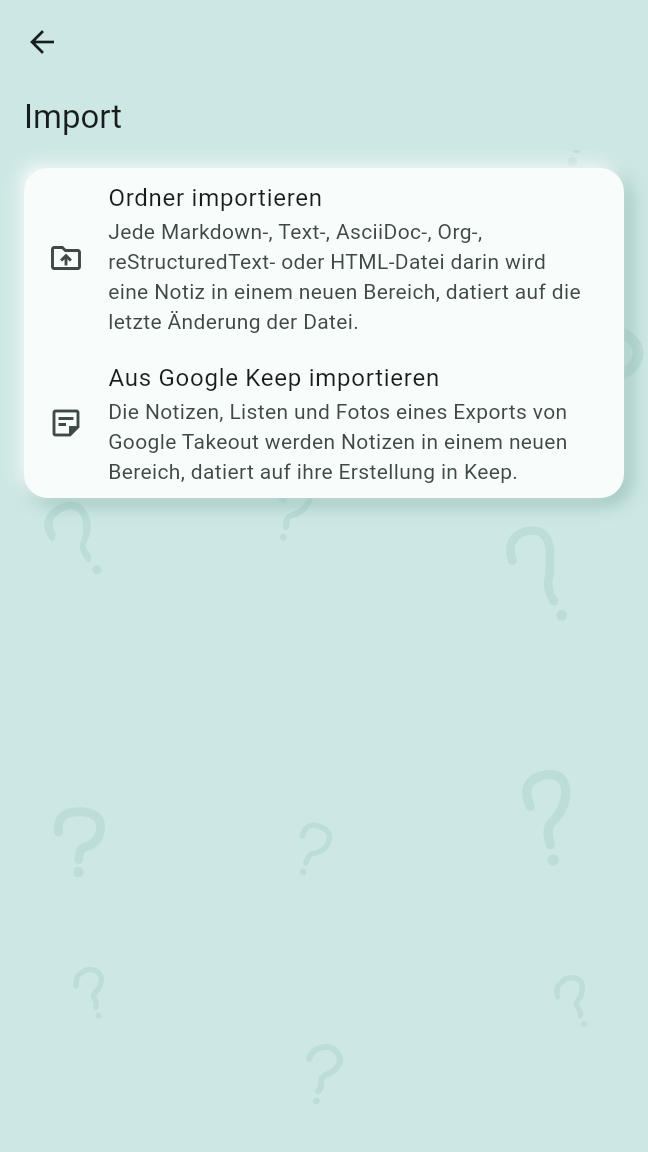 Import
Ordner importieren
Jede Markdown-, Text-, AsciiDoc-, Org-,
reStructuredText- oder HTML-Datei darin wird
eine Notiz in einem neuen Bereich, datiert auf die
letzte Änderung der Datei.
Aus Google Keep importieren
Die Notizen, Listen und Fotos eines Exports von
Google Takeout werden Notizen in einem neuen
Bereich, datiert auf ihre Erstellung in Keep.